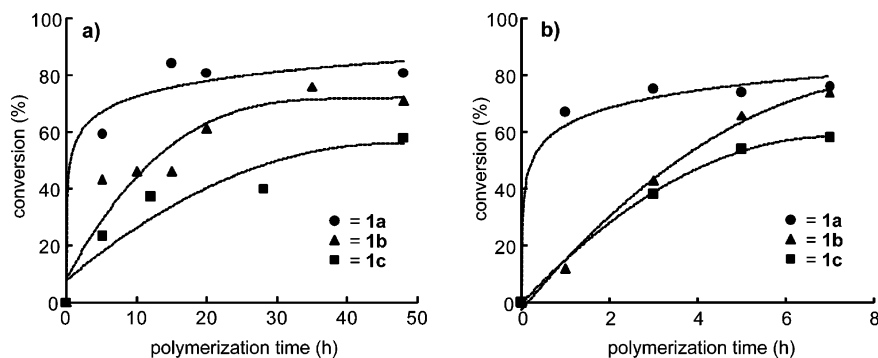 a)
conversion (%)
100
80
60
40
20
0
0 10 20 30 40 50
polymerization time (h)
● = 1a
▲ = 1b
■ = 1c
b)
conversion (%)
100
80
60
40
20
0
0 2 4 6 8
polymerization time (h)
● = 1a
▲ = 1b
■ = 1c